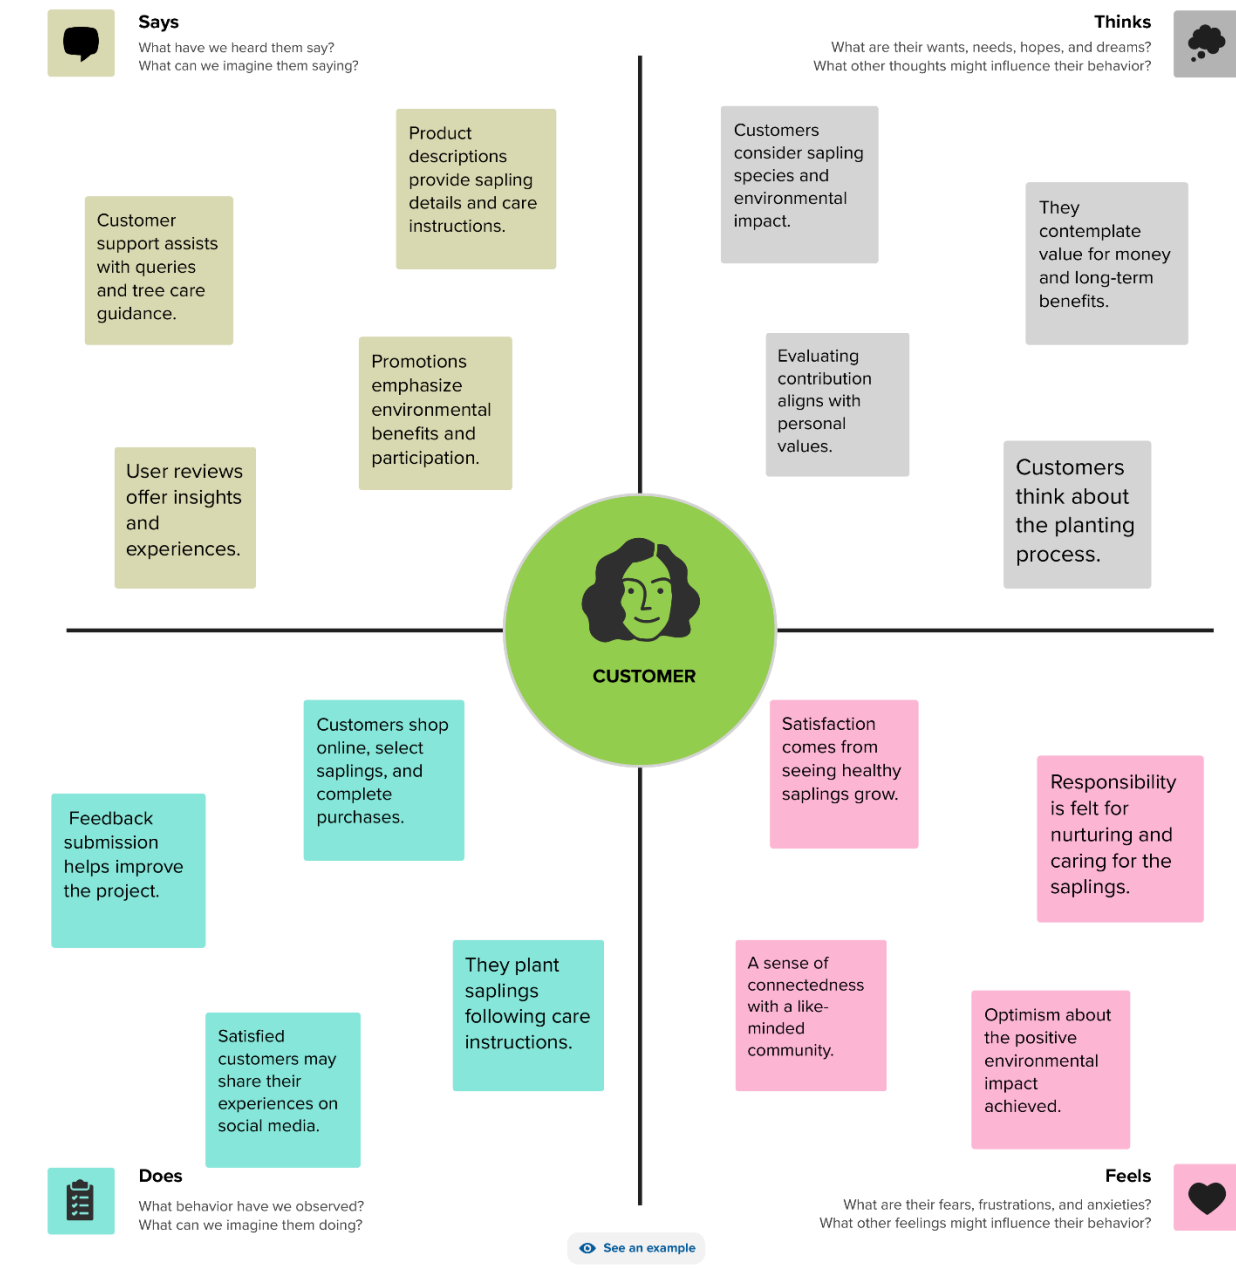 Says
What have we heard them say?
What can we imagine them saying?
Thinks
What are their wants, needs, hopes, and dreams?
What other thoughts might influence their behavior?
Product
descriptions
provide sapling
details and care
instructions.
Customer
support assists
with queries
and tree care
guidance.
Promotions
emphasize
environmental
benefits and
participation.
User reviews
offer insights
and
experiences.
Customers
consider sapling
species and
environmental
impact.
They
contemplate
value for money
and long-term
benefits.
Evaluating
contribution
aligns with
personal
values.
Customers
think about
the planting
process.
CUSTOMER
Customers shop
online, select
saplings, and
complete
purchases.
Feedback
submission
helps improve
the project.
They plant
saplings
following care
instructions.
Satisfied
customers may
share their
experiences on
social media.
Satisfaction
comes from
seeing healthy
saplings grow.
Responsibility
is felt for
nurturing and
caring for the
saplings.
A sense of
connectedness
with a like-
minded
community.
Optimism about
the positive
environmental
impact
achieved.
Does
What behavior have we observed?
What can we imagine them doing?
Feels
What are their fears, frustrations, and anxieties?
What other feelings might influence their behavior?
See an example